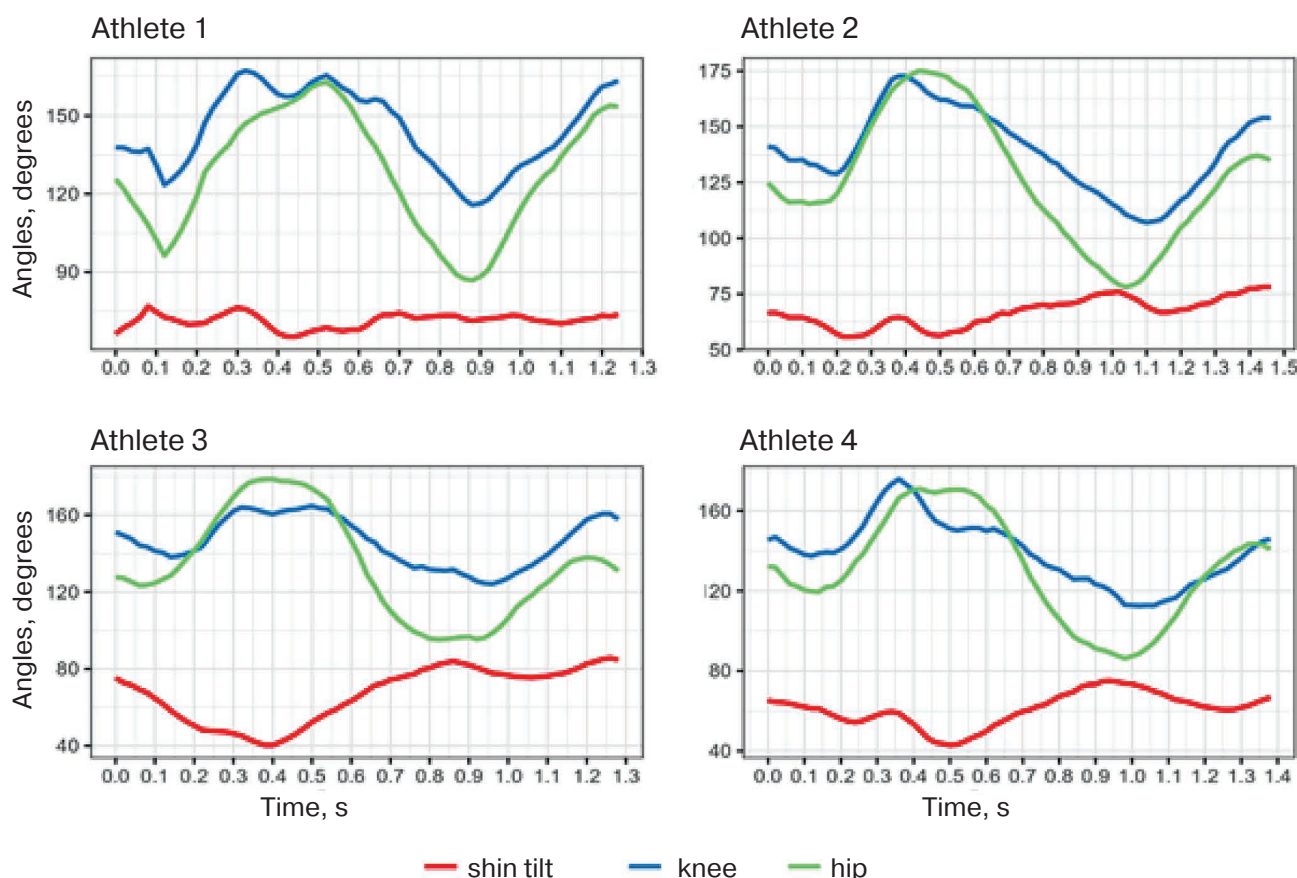 Athlete 1
Athlete 2
Angles, degrees
150
120
90
0.0 0.1 0.2 0.3 0.4 0.5 0.6 0.7 0.8 0.9 1.0 1.1 1.2 1.3
175
150
125
100
75
50
0.0 0.1 0.2 0.3 0.4 0.5 0.6 0.7 0.8 0.9 1.0 1.1 1.2 1.3 1.4 1.5
Athlete 3
Athlete 4
Angles, degrees
160
120
80
40
0.0 0.1 0.2 0.3 0.4 0.5 0.6 0.7 0.8 0.9 1.0 1.1 1.2 1.3
160
120
80
40
0.0 0.1 0.2 0.3 0.4 0.5 0.6 0.7 0.8 0.9 1.0 1.1 1.2 1.3 1.4
Time, s
Time, s
shin tilt knee hip